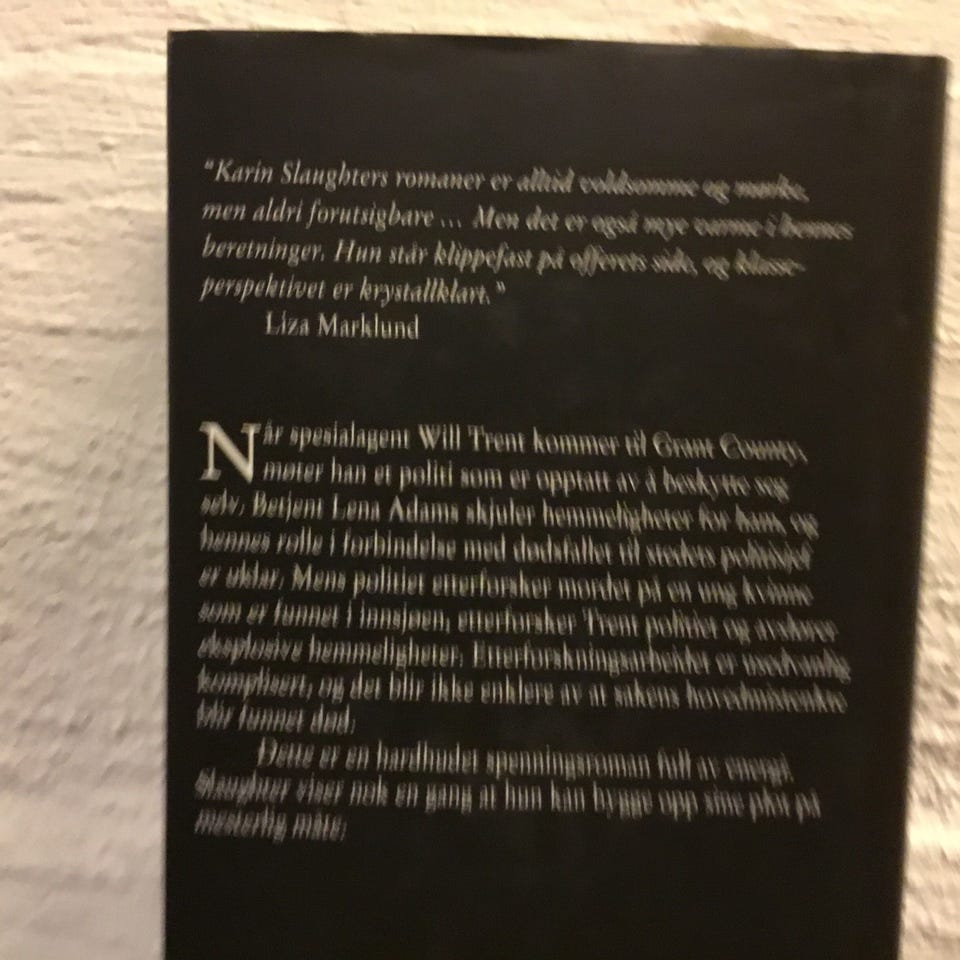 “Karin Slaughters romaner er alltid voldsomme og mørke,
men aldri forutsigbare ... Men det er også mye varme i hennes
beretninger. Hun står klippefast på offerets side, og klasse-
perspektivet er krystallklart.”
Liza Marklund
Når spesialagent Will Trent kommer til Grant County,
møter han et politi som er opptatt av å beskytte seg
selv. Betjent Lena Adams skjuler hemmeligheter for ham, og
hennes rolle i forbindelse med dødsfallet til stedets politisjef
er uklar. Mens politiet etterforsker mordet på en ung kvinne
som er funnet i innsjøen, etterforsker Trent politiet og avdekker
eksplosive hemmeligheter. Etterforskningsarbeidet er usedvanlig
komplisert, og det blir ikke enklere av at sakens hovedmistenkte
blir funnet død.
Dette er en hardhudet spenningsroman full av energi.
Slaughter viser nok en gang at hun kan bygge opp sine plot på
mesterlig måte.